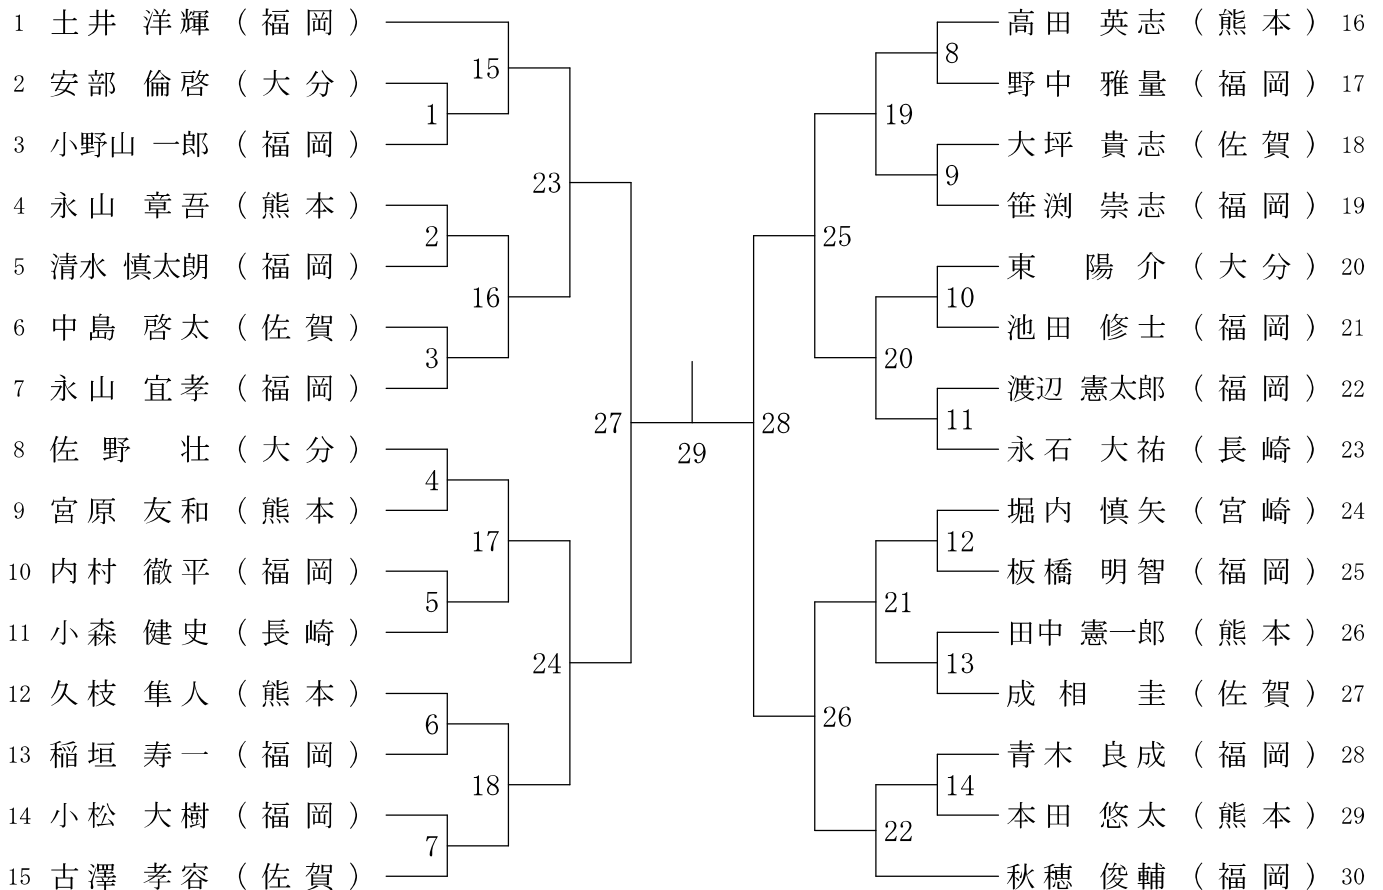 1 土井 洋輝 (福岡)
2 安部 倫啓 (大分)
3 小野山 一郎 (福岡)
4 永山 章吾 (熊本)
5 清水 慎太朗 (福岡)
6 中島 啓太 (佐賀)
7 永山 宜孝 (福岡)
8 佐野 壮 (大分)
9 宮原 友和 (熊本)
10 内村 徹平 (福岡)
11 小森 健史 (長崎)
12 久枝 隼人 (熊本)
13 稲垣 寿一 (福岡)
14 小松 大樹 (福岡)
15 古澤 孝容 (佐賀)
1
2
3
4
5
6
7
15
16
17
18
23
24
27
29
28
25
26
19
20
21
22
8
9
10
11
12
13
14
高田 英志 (熊本) 16
野中 雅量 (福岡) 17
大坪 貴志 (佐賀) 18
笹渕 崇志 (福岡) 19
東 陽介 (大分) 20
池田 修士 (福岡) 21
渡辺 憲太郎 (福岡) 22
永石 大祐 (長崎) 23
堀内 慎矢 (宮崎) 24
板橋 明智 (福岡) 25
田中 憲一郎 (熊本) 26
成相 圭 (佐賀) 27
青木 良成 (福岡) 28
本田 悠太 (熊本) 29
秋穂 俊輔 (福岡) 30